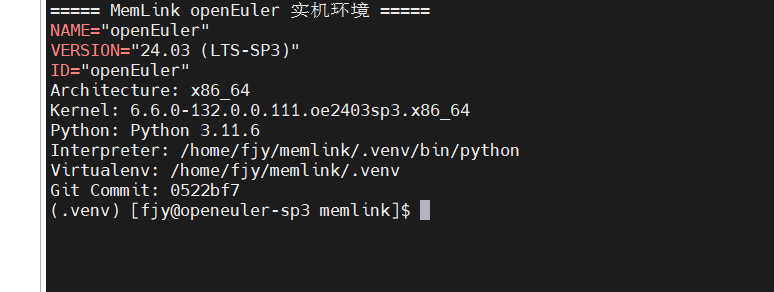 ===== MemLink openEuler 实机环境 =====
NAME="openEuler"
VERSION="24.03 (LTS-SP3)"
ID="openEuler"
Architecture: x86_64
Kernel: 6.6.0-132.0.0.111.oe2403sp3.x86_64
Python: Python 3.11.6
Interpreter: /home/fjy/memlink/.venv/bin/python
Virtualenv: /home/fjy/memlink/.venv
Git Commit: 0522bf7
(.venv) [fjy@openeuler-sp3 memlink]$